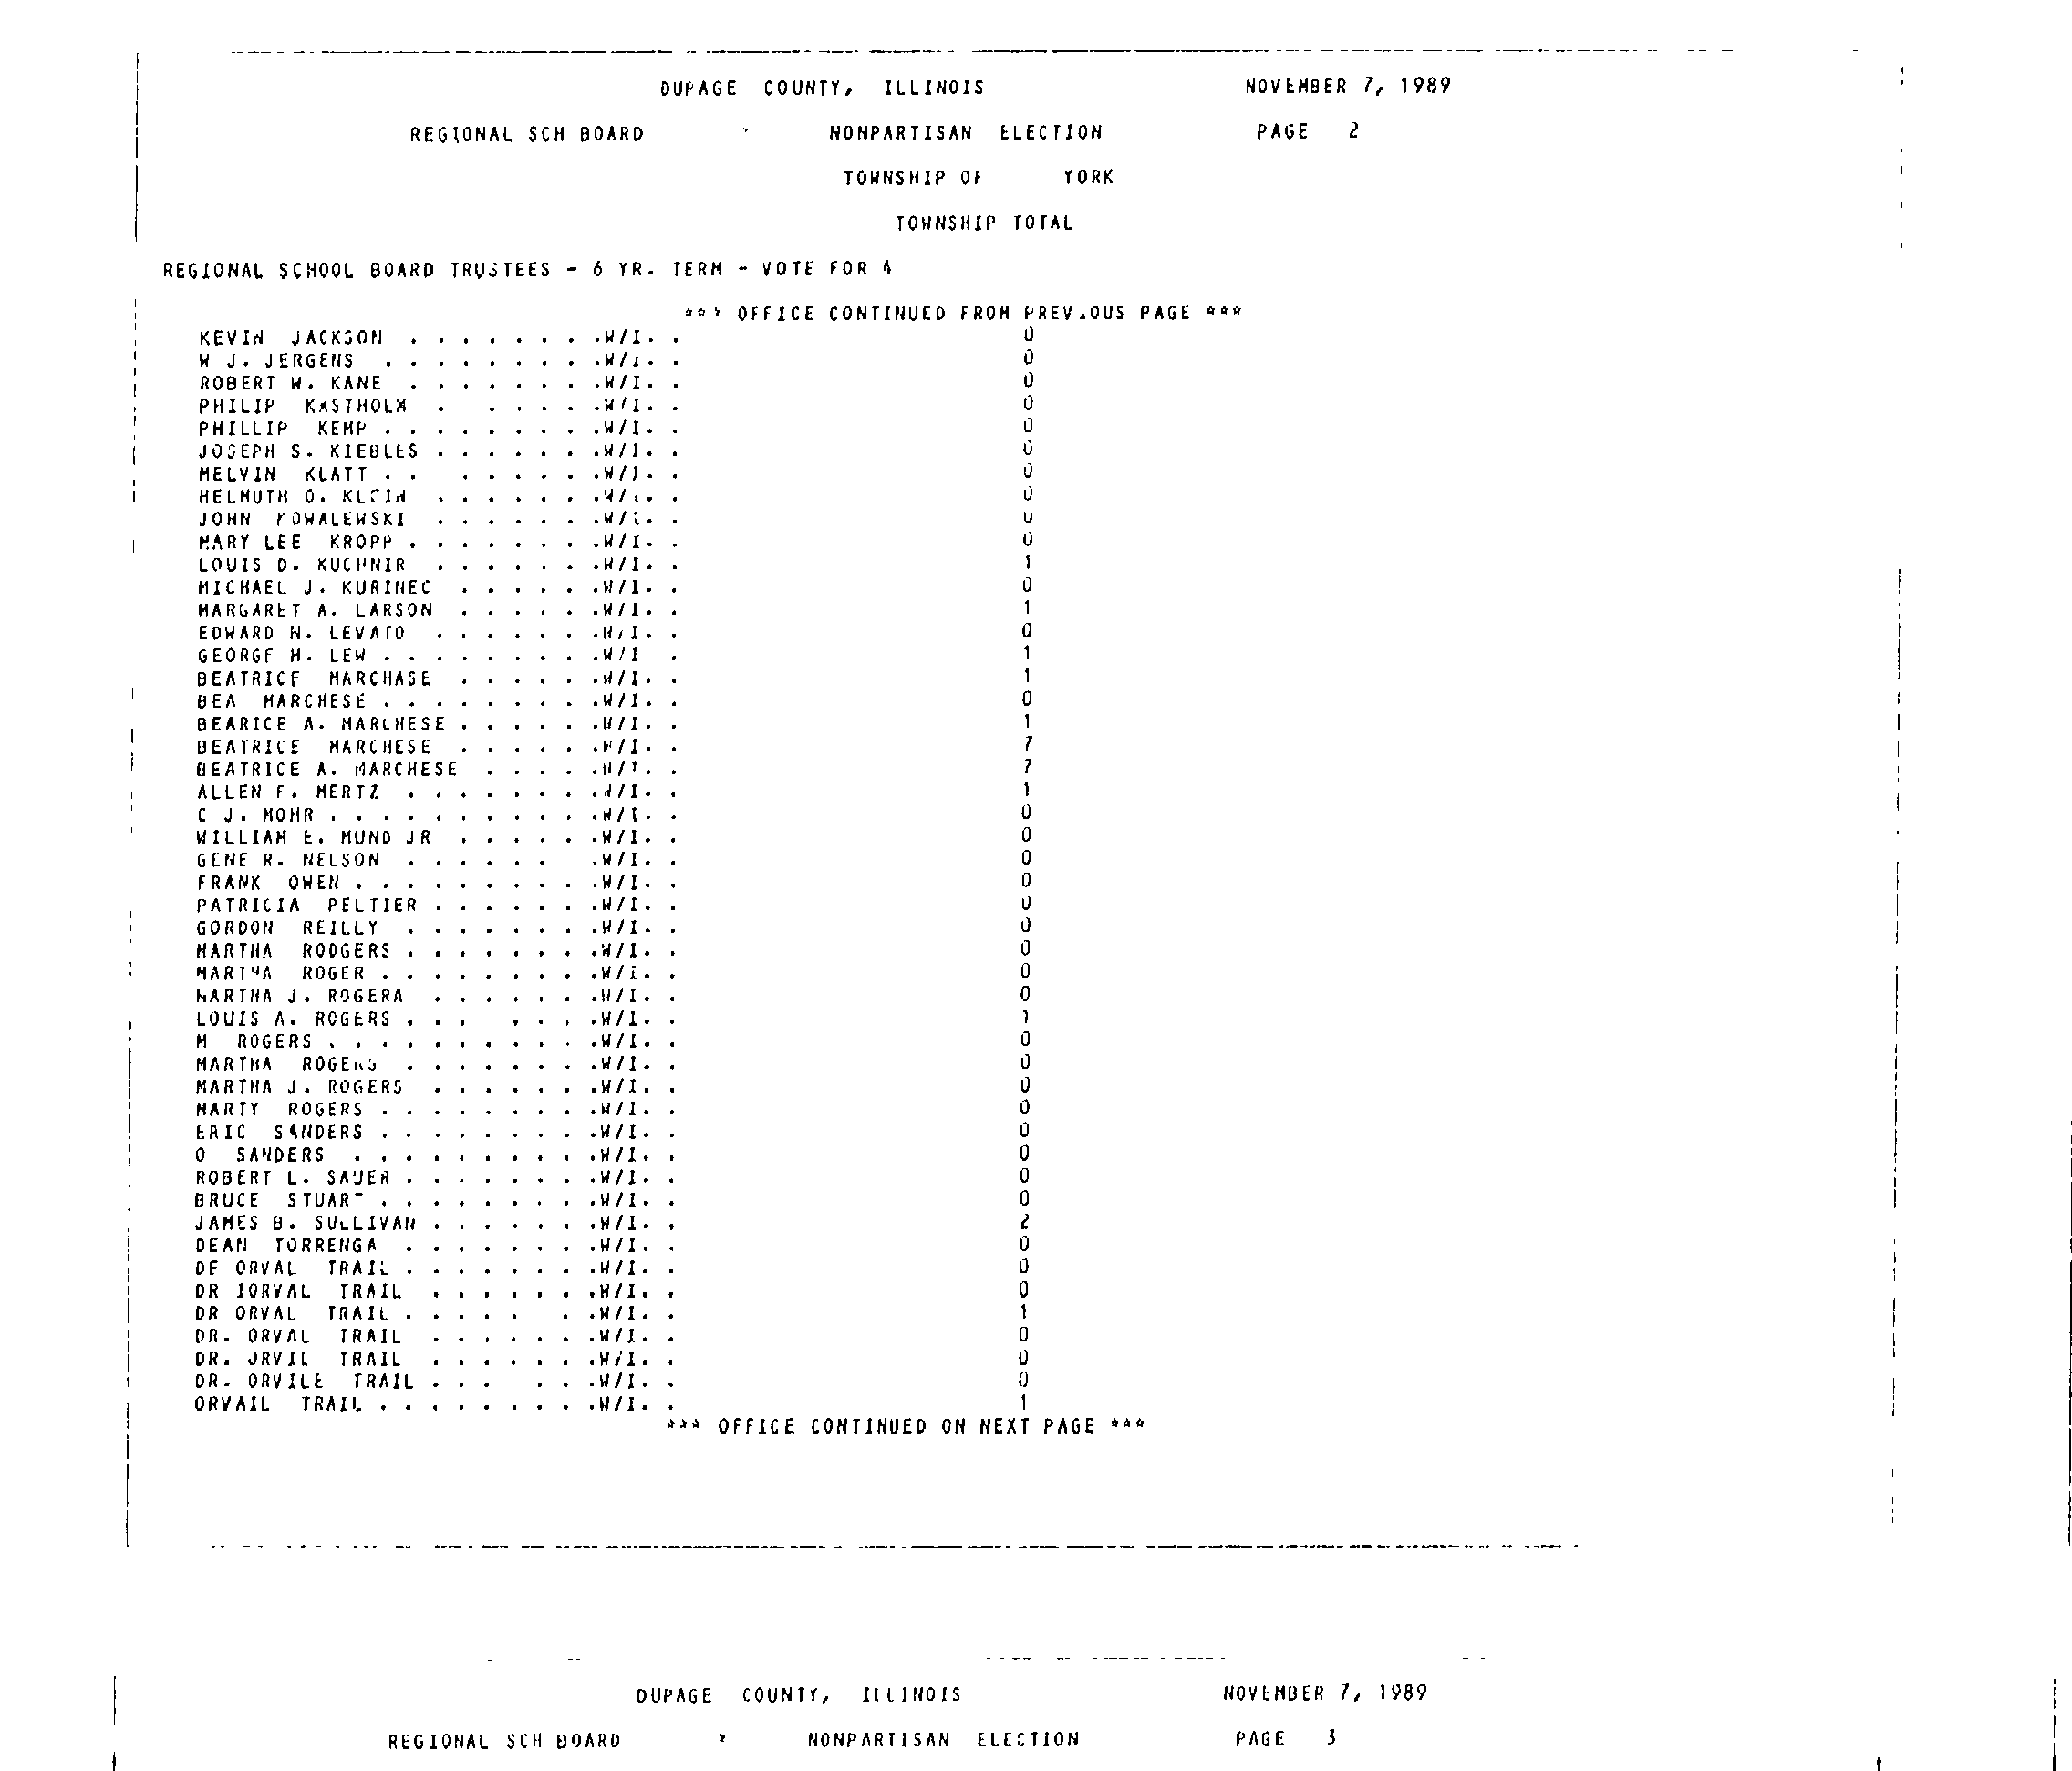 DUPAGE COUNTY, ILLINOIS NOVEMBER 7, 1989
REGIONAL SCH BOARD NONPARTISAN ELECTION PAGE 2
TOWNSHIP OF YORK
TOWNSHIP TOTAL
REGIONAL SCHOOL BOARD TRUSTEES - 6 YR. TERM - VOTE FOR 4
*** OFFICE CONTINUED FROM PREVIOUS PAGE ***
KEVIN JACKSON . . . . . . . .W/I. . 0
W J. JERGENS . . . . . . . . .W/I. . 0
ROBERT W. KANE . . . . . . . .W/I. . 0
PHILIP KASTHOLM . . . . . . .W/I. . 0
PHILLIP KEMP . . . . . . . . .W/I. . 0
JOSEPH S. KIEBLES . . . . . . .W/I. . 0
MELVIN KLATT . . . . . . . .W/I. . 0
HELMUTH O. KLEIN . . . . . . .W/I. . 0
JOHN KOWALEWSKI . . . . . . .W/I. . 0
MARY LEE KROPP . . . . . . . .W/I. . 0
LOUIS D. KUCHNIR . . . . . . .W/I. . 1
MICHAEL J. KURINEC . . . . . .W/I. . 0
MARGARET A. LARSON . . . . . .W/I. . 1
EDWARD H. LEVATO . . . . . . .W/I. . 0
GEORGE H. LEW . . . . . . . . .W/I . 1
BEATRICE MARCHASE . . . . . .W/I. . 1
BEA MARCHESE . . . . . . . . .W/I. . 0
BEARICE A. MARCHESE . . . . . .W/I. . 1
BEATRICE MARCHESE . . . . . .W/I. . 7
BEATRICE A. MARCHESE . . . . .W/I. . 7
ALLEN F. MERTZ . . . . . . . .W/I. . 1
C J. MOHR . . . . . . . . . . .W/I. . 0
WILLIAM E. MUND JR . . . . . .W/I. . 0
GENE R. NELSON . . . . . . .W/I. . 0
FRANK OWEN . . . . . . . . . .W/I. . 0
PATRICIA PELTIER . . . . . . .W/I. . 0
GORDON REILLY . . . . . . . .W/I. . 0
MARTHA RODGERS . . . . . . . .W/I. . 0
MARTHA ROGER . . . . . . . . .W/I. . 0
MARTHA J. ROGERA . . . . . . .W/I. . 0
LOUIS A. ROGERS . . . . . . .W/I. . 1
M ROGERS . . . . . . . . . . .W/I. . 0
MARTHA ROGERS . . . . . . . .W/I. . 0
MARTHA J. ROGERS . . . . . . .W/I. . 0
MARTY ROGERS . . . . . . . . .W/I. . 0
ERIC SANDERS . . . . . . . . .W/I. . 0
O SANDERS . . . . . . . . . .W/I. . 0
ROBERT L. SAUER . . . . . . . .W/I. . 0
BRUCE STUART . . . . . . . . .W/I. . 0
JAMES B. SULLIVAN . . . . . . .W/I. . 2
DEAN TORRENGA . . . . . . . .W/I. . 0
DF ORVAL TRAIL . . . . . . . .W/I. . 0
DR IORVAL TRAIL . . . . . . .W/I. . 0
DR ORVAL TRAIL . . . . . . .W/I. . 1
DR. ORVAL TRAIL . . . . . . .W/I. . 0
DR. ORVIL TRAIL . . . . . . .W/I. . 0
DR. ORVILE TRAIL . . . . . .W/I. . 0
ORVAIL TRAIL . . . . . . . . .W/I. . 1
*** OFFICE CONTINUED ON NEXT PAGE ***
DUPAGE COUNTY, ILLINOIS NOVEMBER 7, 1989
REGIONAL SCH BOARD NONPARTISAN ELECTION PAGE 3